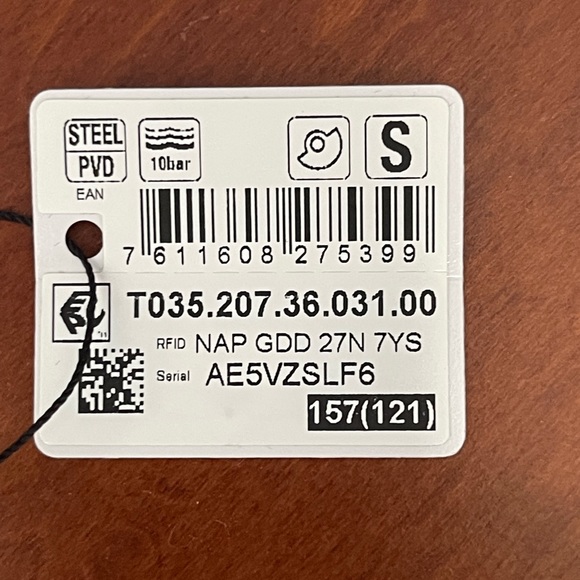 STEEL
PVD
10bar
S
EAN
7 611608 275399
T035.207.36.031.00
RFID NAP GDD 27N 7YS
Serial AE5VZSLF6
157(121)